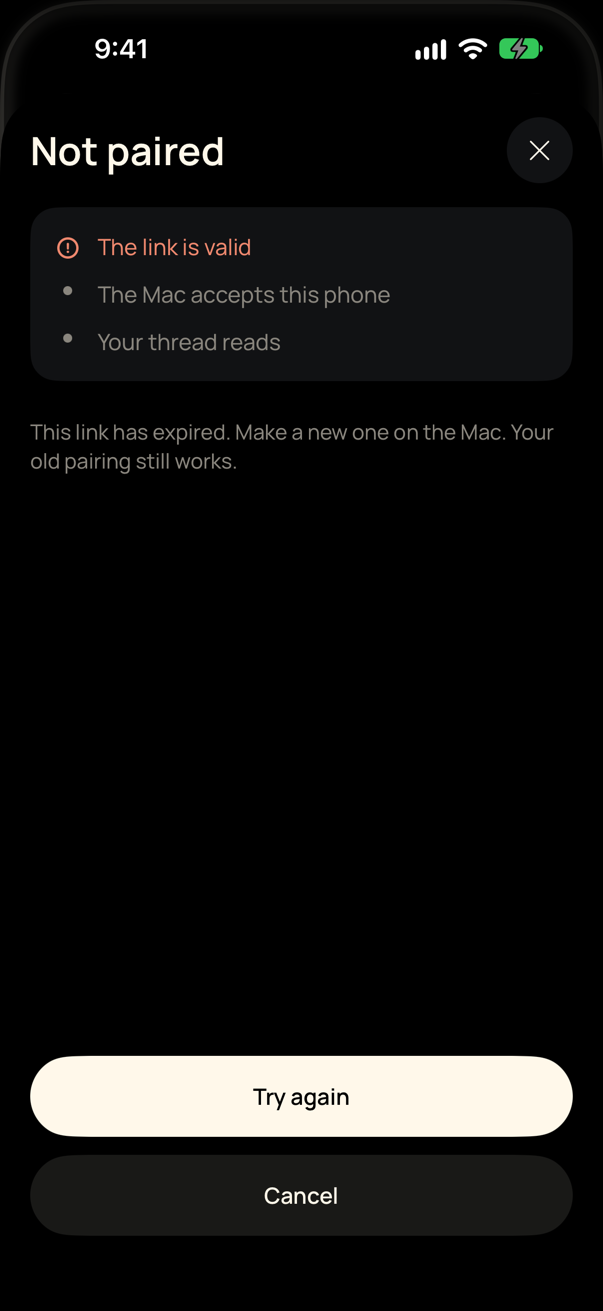 9:41
Not paired
The link is valid
The Mac accepts this phone
Your thread reads
This link has expired. Make a new one on the Mac. Your
old pairing still works.
Try again
Cancel